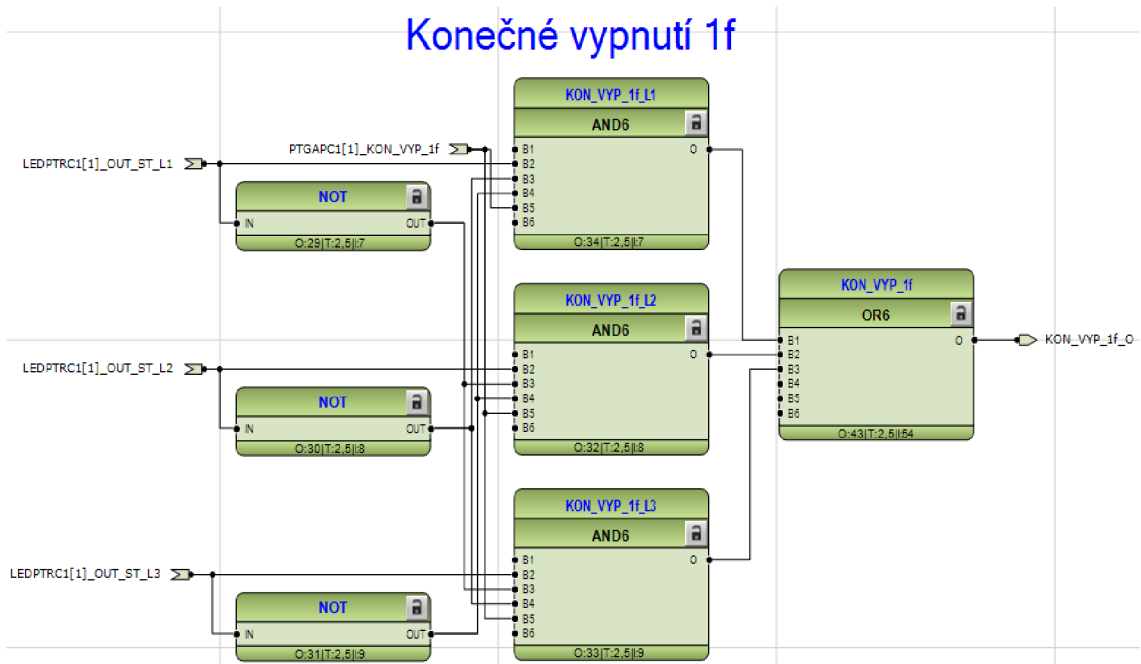 Konečné vypnutí 1f
KON_VYP_1f_L1
AND6
PTGAPC1[1]_KON_VYP_1f
B1
O
LEDPTRC1[1]_OUT_ST_L1
B2
B3
NOT
B4
B5
IN
OUT
B6
O:29|T:2,5|I:7
O:34|T:2,5|I:7
KON_VYP_1f
KON_VYP_1f_L2
OR6
AND6
B1
O
KON_VYP_1f_O
B1
O
B2
LEDPTRC1[1]_OUT_ST_L2
B2
B3
B3
B4
NOT
B4
B5
B5
B6
IN
OUT
B6
O:43|T:2,5|I:54
O:30|T:2,5|I:8
O:32|T:2,5|I:8
KON_VYP_1f_L3
AND6
B1
O
LEDPTRC1[1]_OUT_ST_L3
B2
B3
NOT
B4
B5
IN
OUT
B6
O:31|T:2,5|I:9
O:33|T:2,5|I:9